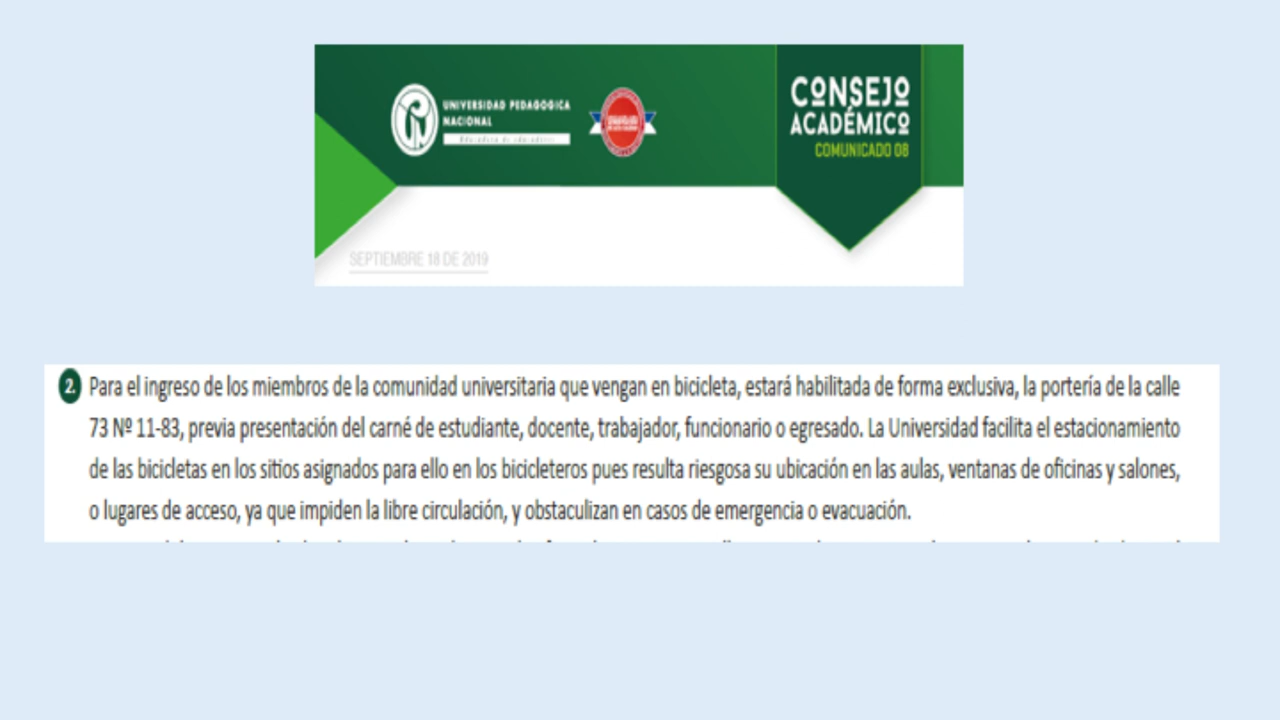 UNIVERSIDAD PEDAGOGICA
NACIONAL
Educadora de educadores
CONSEJO
ACADÉMICO
COMUNICADO 08
SEPTIEMBRE 18 DE 2019
2. Para el ingreso de los miembros de la comunidad universitaria que vengan en bicicleta, estará habilitada de forma exclusiva, la portería de la calle
73 Nº 11-83, previa presentación del carné de estudiante, docente, trabajador, funcionario o egresado. La Universidad facilita el estacionamiento
de las bicicletas en los sitios asignados para ello en los bicicleteros pues resulta riesgosa su ubicación en las aulas, ventanas de oficinas y salones,
o lugares de acceso, ya que impiden la libre circulación, y obstaculizan en casos de emergencia o evacuación.